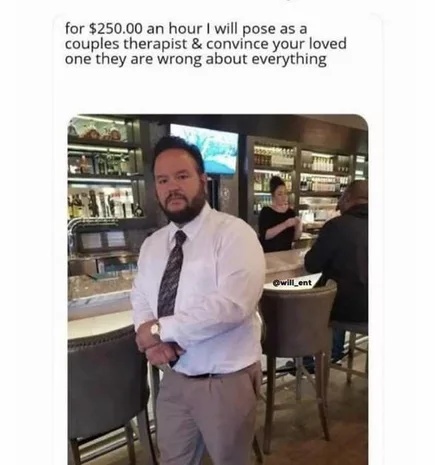 for $250.00 an hour I will pose as a
couples therapist & convince your loved
one they are wrong about everything
@will_ent